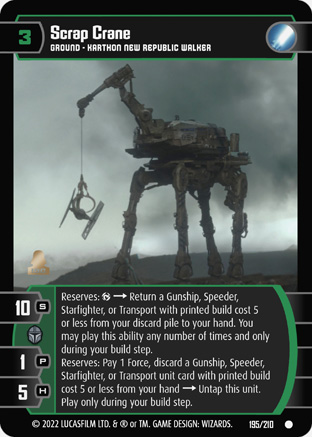 3
Scrap Crane
GROUND - KARTHON NEW REPUBLIC WALKER
10 S
1 P
5 H
Reserves: → Return a Gunship, Speeder,
Starfighter, or Transport with printed build cost 5
or less from your discard pile to your hand. You
may play this ability any number of times and only
during your build step.
Reserves: Pay 1 Force, discard a Gunship, Speeder,
Starfighter, or Transport unit card with printed build
cost 5 or less from your hand → Untap this unit.
Play only during your build step.
© 2022 LUCASFILM LTD. & ® OR TM. GAME DESIGN: WIZARDS. 195/210